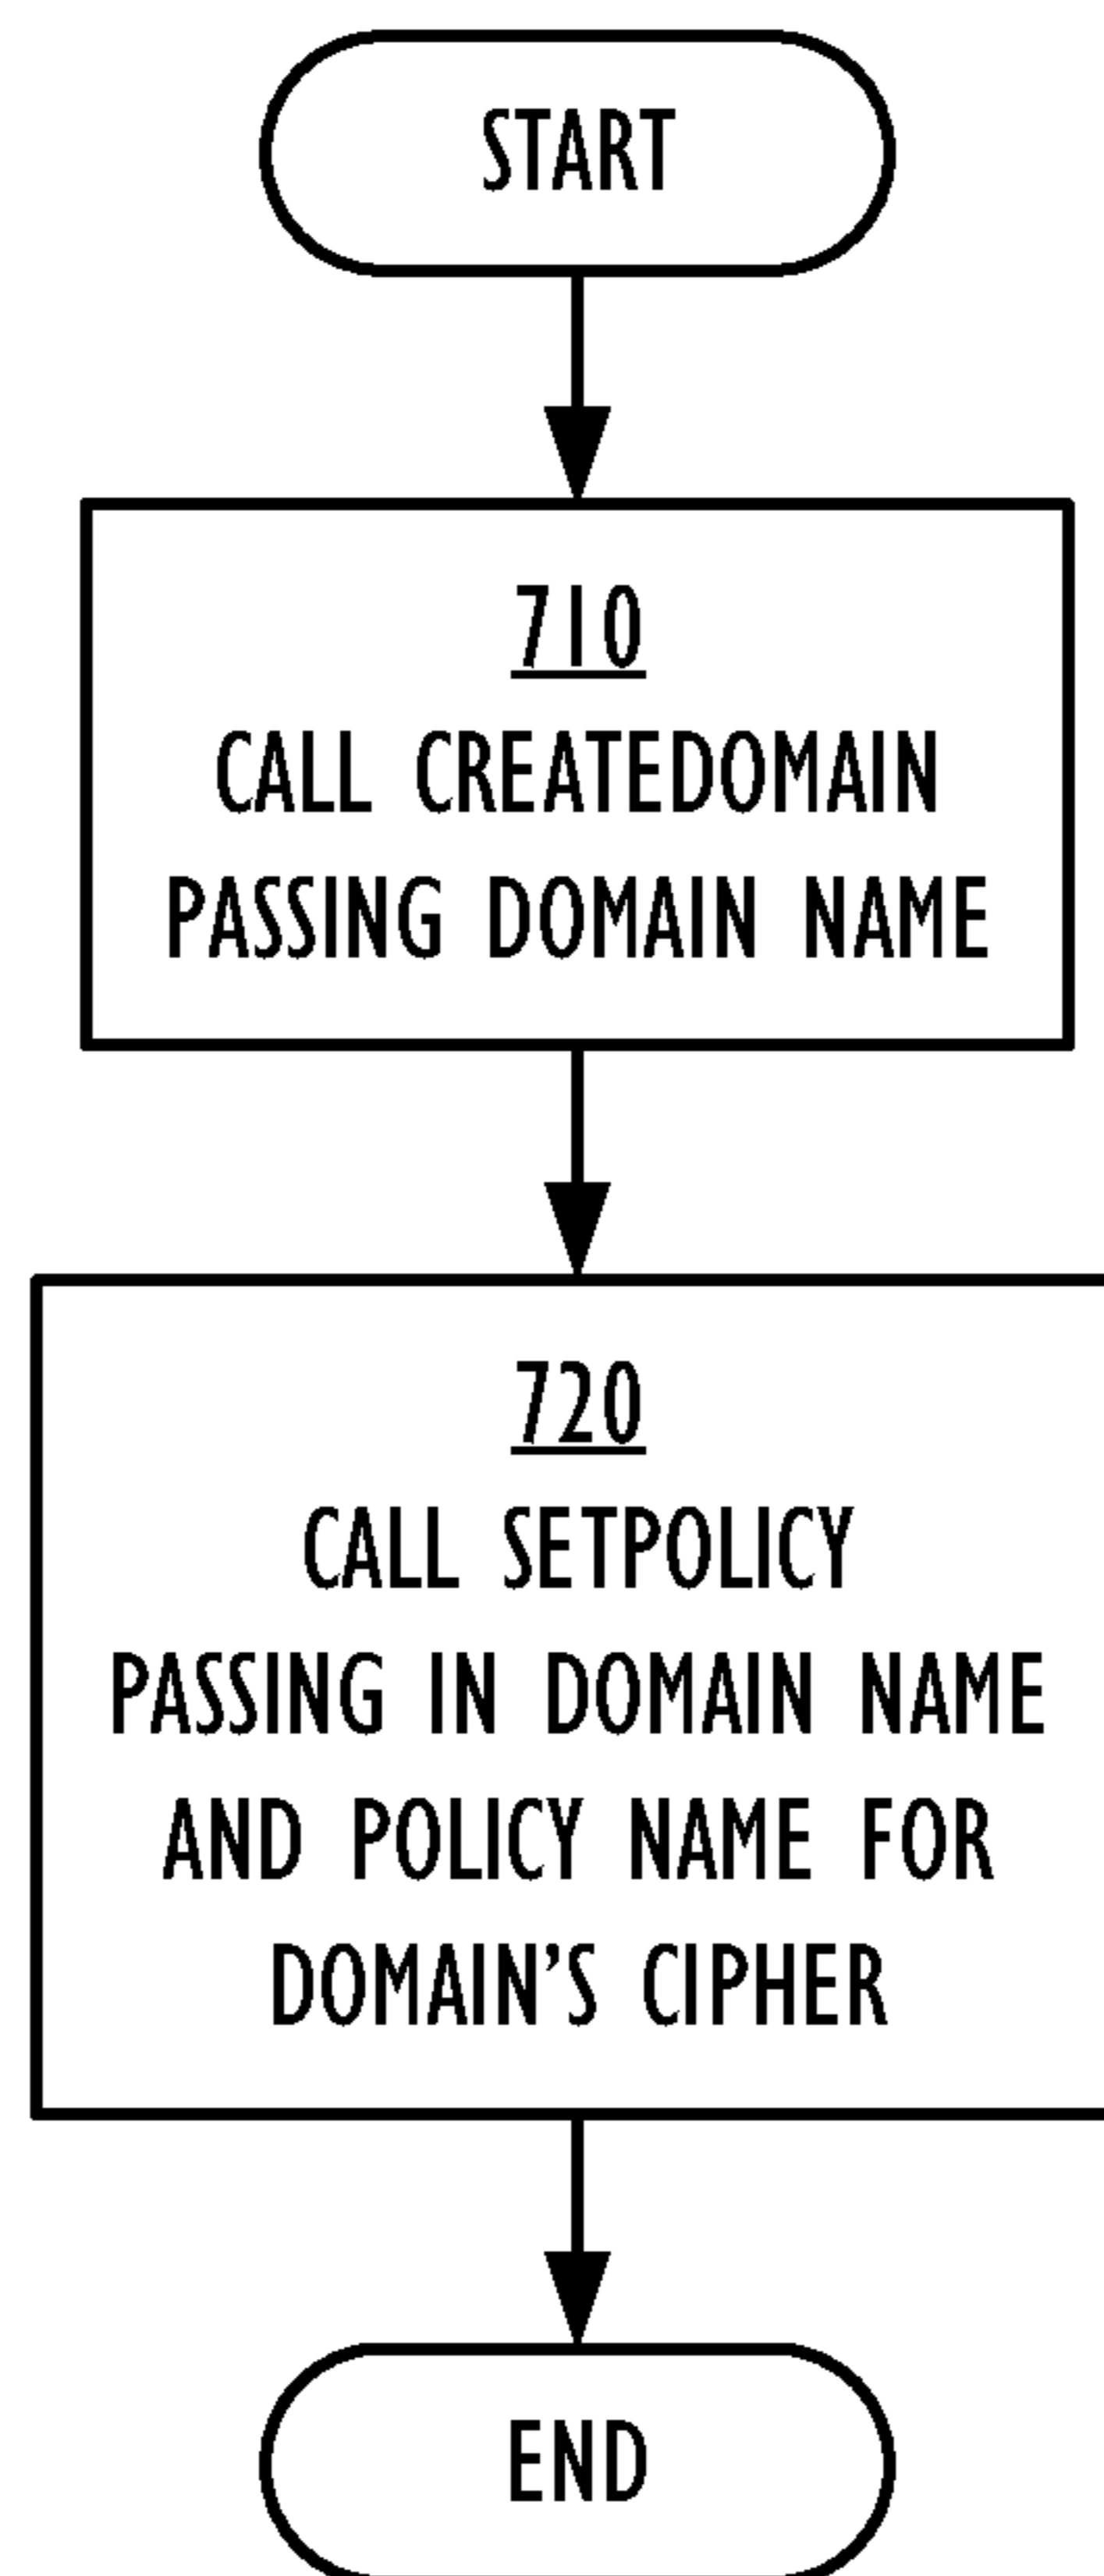 START
710
CALL CREATEDOMAIN
PASSING DOMAIN NAME
720
CALL SETPOLICY
PASSING IN DOMAIN NAME
AND POLICY NAME FOR
DOMAIN'S CIPHER
END